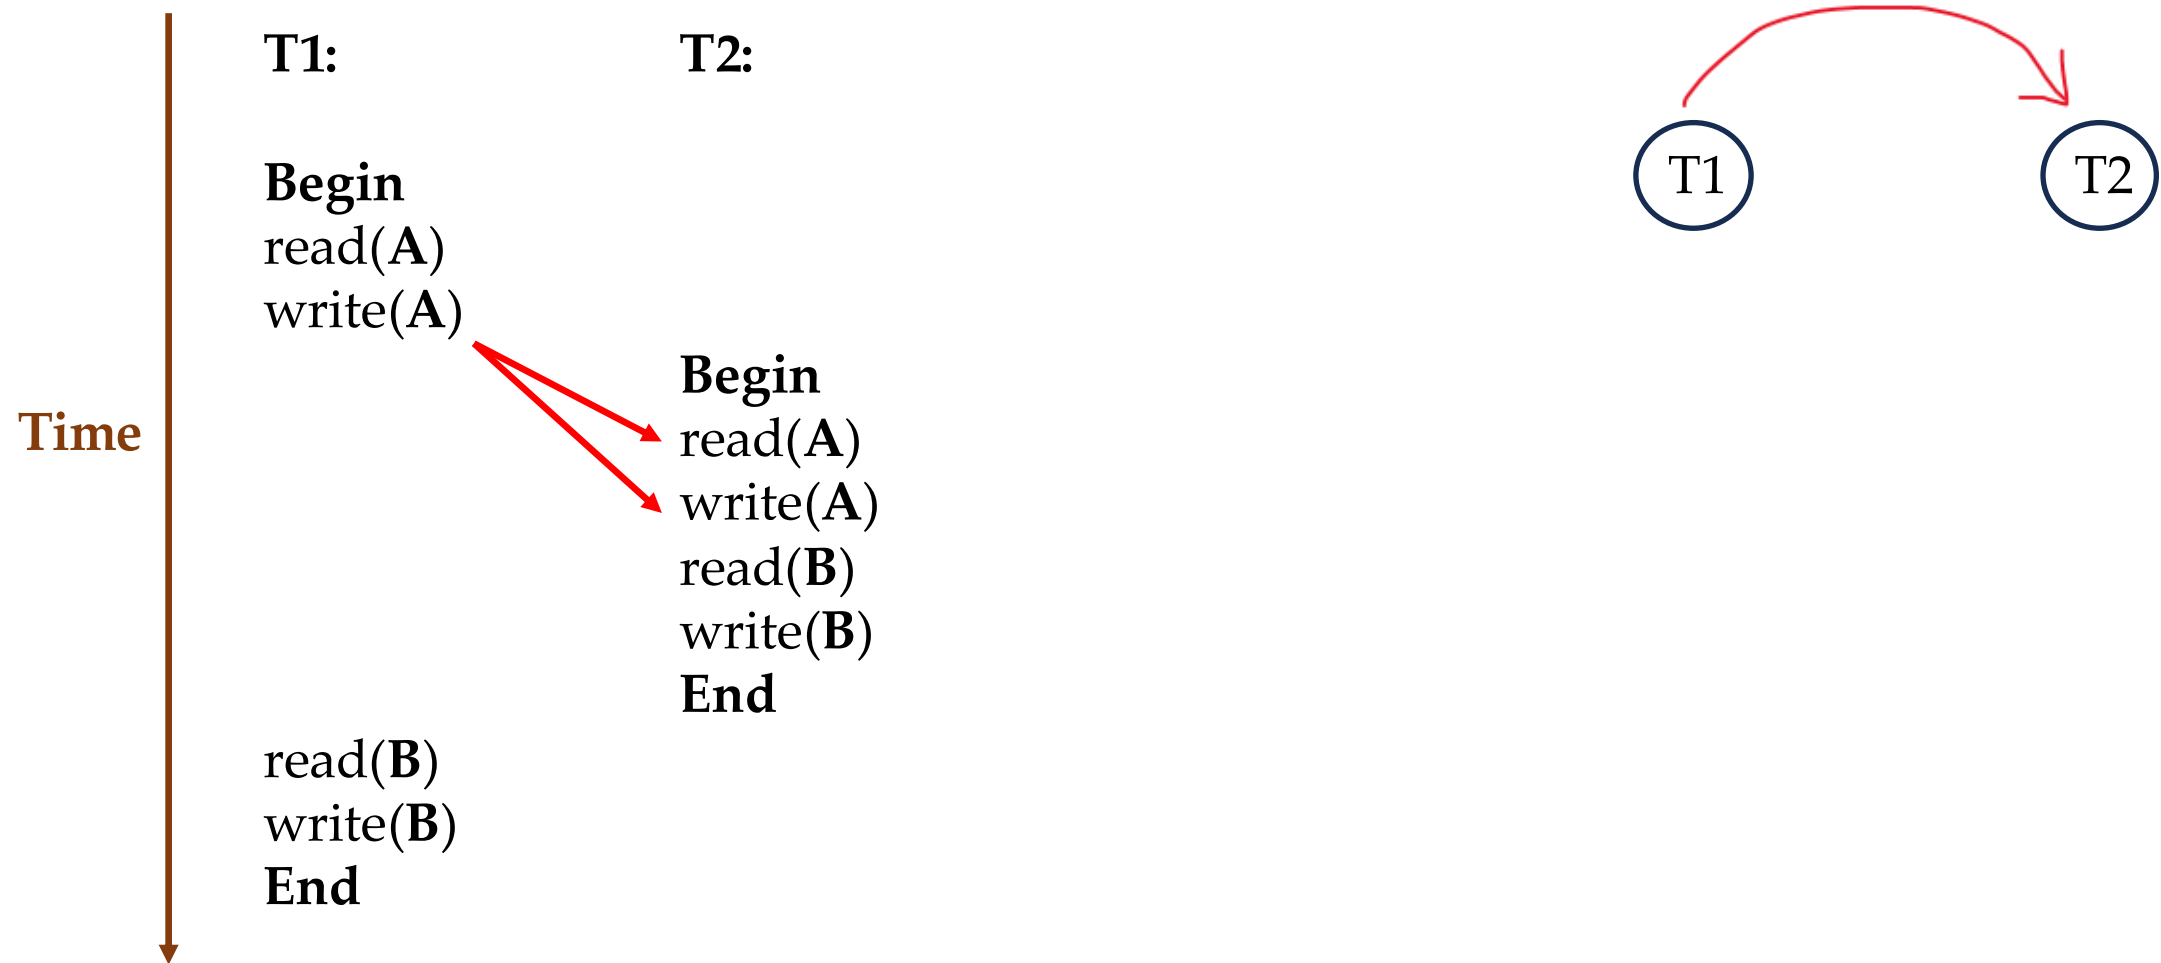 T1: T2:
T1 T2
Begin
read(A)
write(A)
Begin
Time
read(A)
write(A)
read(B)
write(B)
End
read(B)
write(B)
End